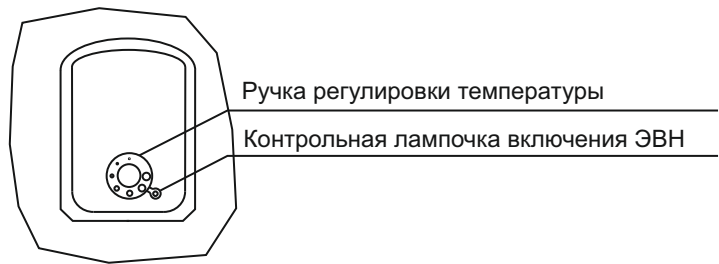 Ручка регулировки температуры
Контрольная лампочка включения ЭВН